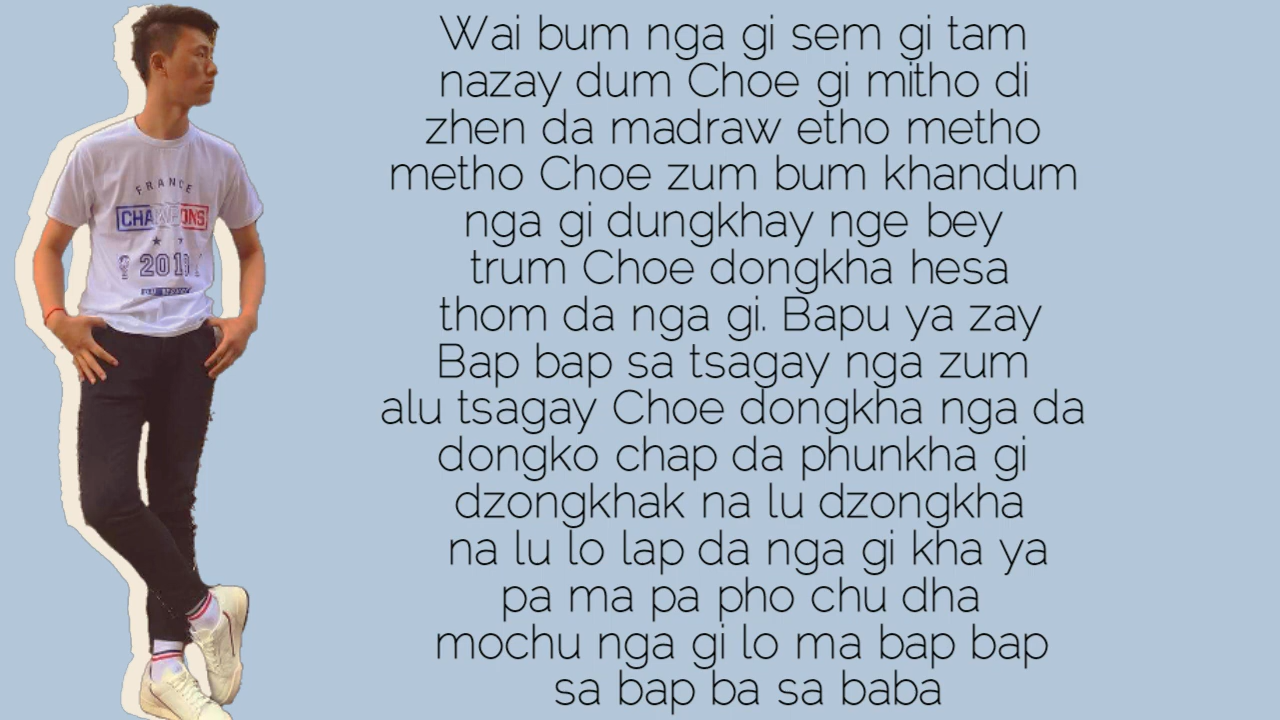 Wai bum nga gi sem gi tam
nazay dum Choe gi mitho di
zhen da madraw etho metho
metho Choe zum bum khandum
nga gi dungkhay nge bey
trum Choe dongkha hesa
thom da nga gi. Bapu ya zay
Bap bap sa tsagay nga zum
alu tsagay Choe dongkha nga da
dongko chap da phunkha gi
dzongkhak na lu dzongkha
na lu lo lap da nga gi kha ya
pa ma pa pho chu dha
mochu nga gi lo ma bap bap
sa bap ba sa baba
FRANCE